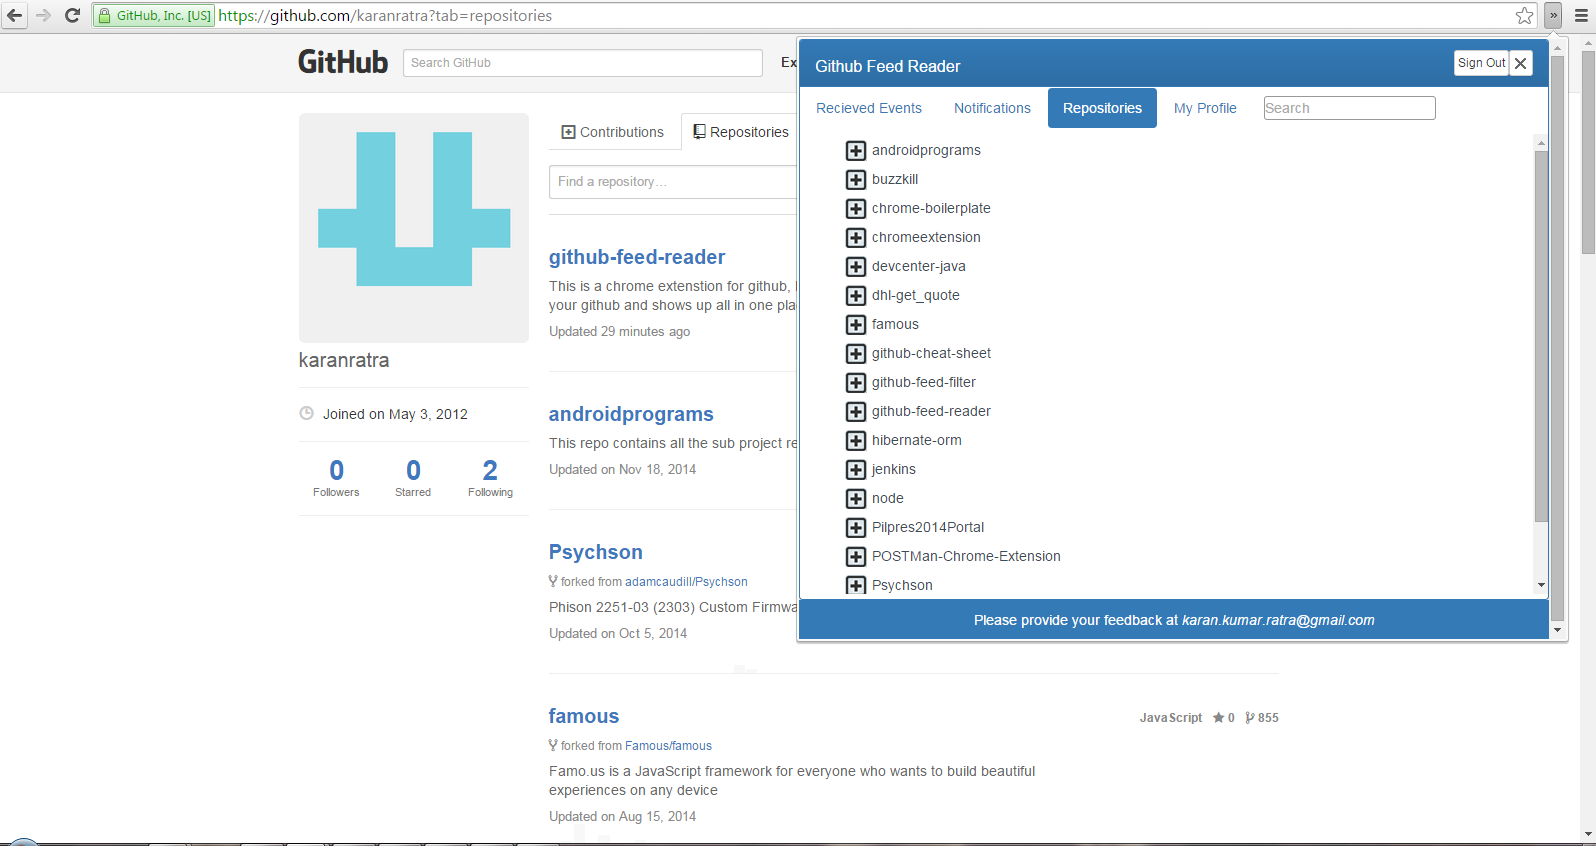 GitHub, Inc. [US] https://github.com/karanratra?tab=repositories
GitHub
Search GitHub
Ex
karanratra
Joined on May 3, 2012
0 0 2
Followers Starred Following
Contributions Repositories
Find a repository…
github-feed-reader
This is a chrome extenstion for github,
your github and shows up all in one pla
Updated 29 minutes ago
androidprograms
This repo contains all the sub project re
Updated on Nov 18, 2014
Psychson
forked from adamcaudill/Psychson
Phison 2251-03 (2303) Custom Firmwa
Updated on Oct 5, 2014
famous
JavaScript 0 855
forked from Famous/famous
Famo.us is a JavaScript framework for everyone who wants to build beautiful
experiences on any device
Updated on Aug 15, 2014
Github Feed Reader
Sign Out
Recieved Events Notifications Repositories My Profile Search
androidprograms
buzzkill
chrome-boilerplate
chromeextension
devcenter-java
dhl-get_quote
famous
github-cheat-sheet
github-feed-filter
github-feed-reader
hibernate-orm
jenkins
node
Pilpres2014Portal
POSTMan-Chrome-Extension
Psychson
Please provide your feedback at karan.kumar.ratra@gmail.com